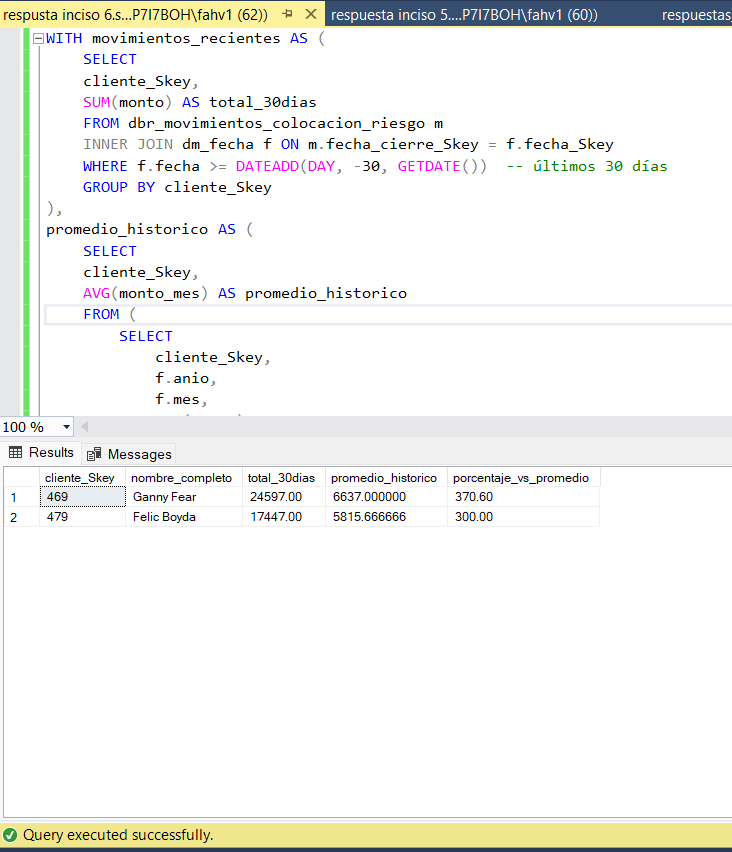 respusta inciso 6.s...P7I7BOH\fahv1 (62))
respuesta inciso 5....P7I7BOH\fahv1 (60))
respuestas
WITH movimientos_recientes AS (
SELECT
cliente_Skey,
SUM(monto) AS total_30dias
FROM dbr_movimientos_colocacion_riesgo m
INNER JOIN dm_fecha f ON m.fecha_cierre_Skey = f.fecha_Skey
WHERE f.fecha >= DATEADD(DAY, -30, GETDATE()) -- últimos 30 días
GROUP BY cliente_Skey
),
promedio_historico AS (
SELECT
cliente_Skey,
AVG(monto_mes) AS promedio_historico
FROM (
SELECT
cliente_Skey,
f.anio,
f.mes,
100 %
Results Messages
cliente_Skey nombre_completo total_30dias promedio_historico porcentaje_vs_promedio
1 469 Ganny Fear 24597.00 6637.000000 370.60
2 479 Felic Boyda 17447.00 5815.666666 300.00
Query executed successfully.